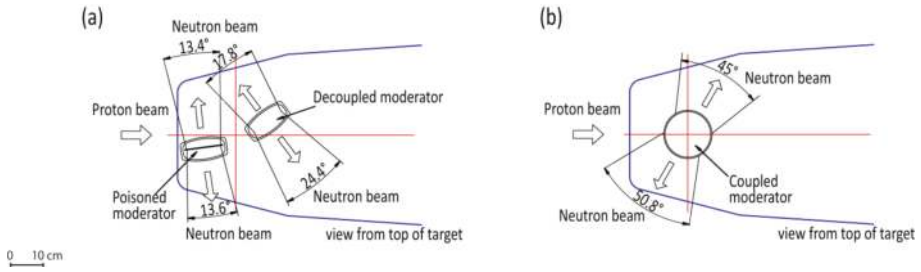 (a)
Neutron beam
13.4°
17.8°
Decoupled moderator
Proton beam
Poisoned
moderator
13.6°
24.4°
Neutron beam
Neutron beam
view from top of target
0 10 cm
(b)
45°
Neutron beam
Proton beam
Coupled
moderator
50.8°
Neutron beam
view from top of target